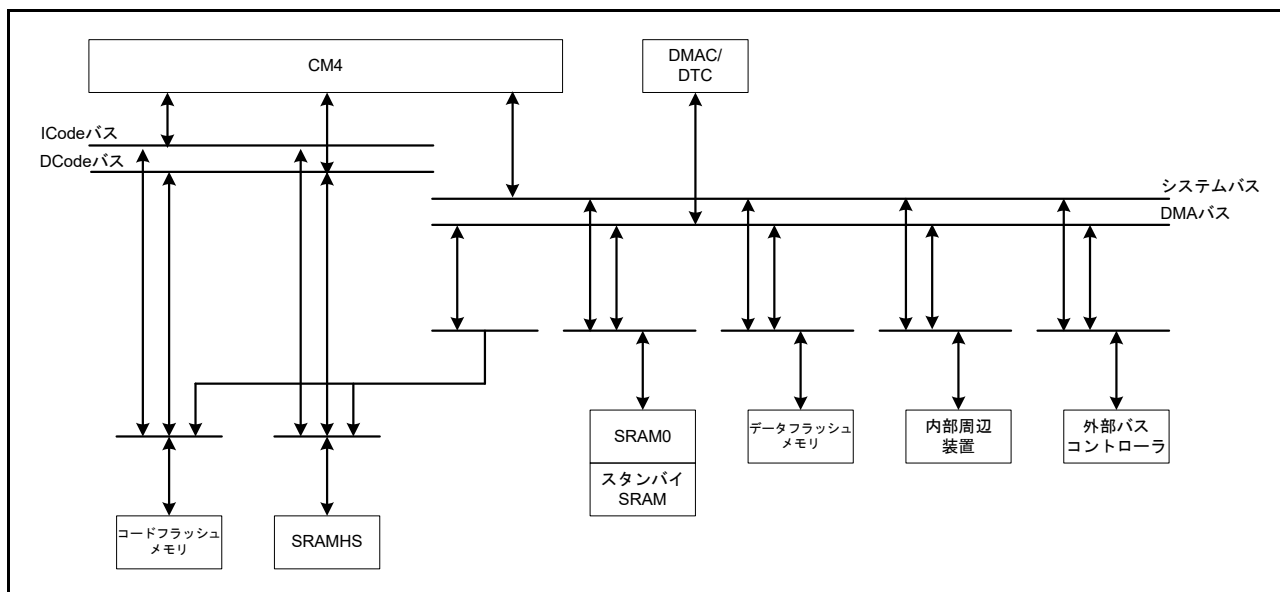 CM4
DMAC/
DTC
ICodeバス
DCodeバス
システムバス
DMAバス
SRAM0
スタンバイ
SRAM
データフラッシュ
メモリ
内部周辺
装置
外部バス
コントローラ
コードフラッシュ
メモリ
SRAMHS